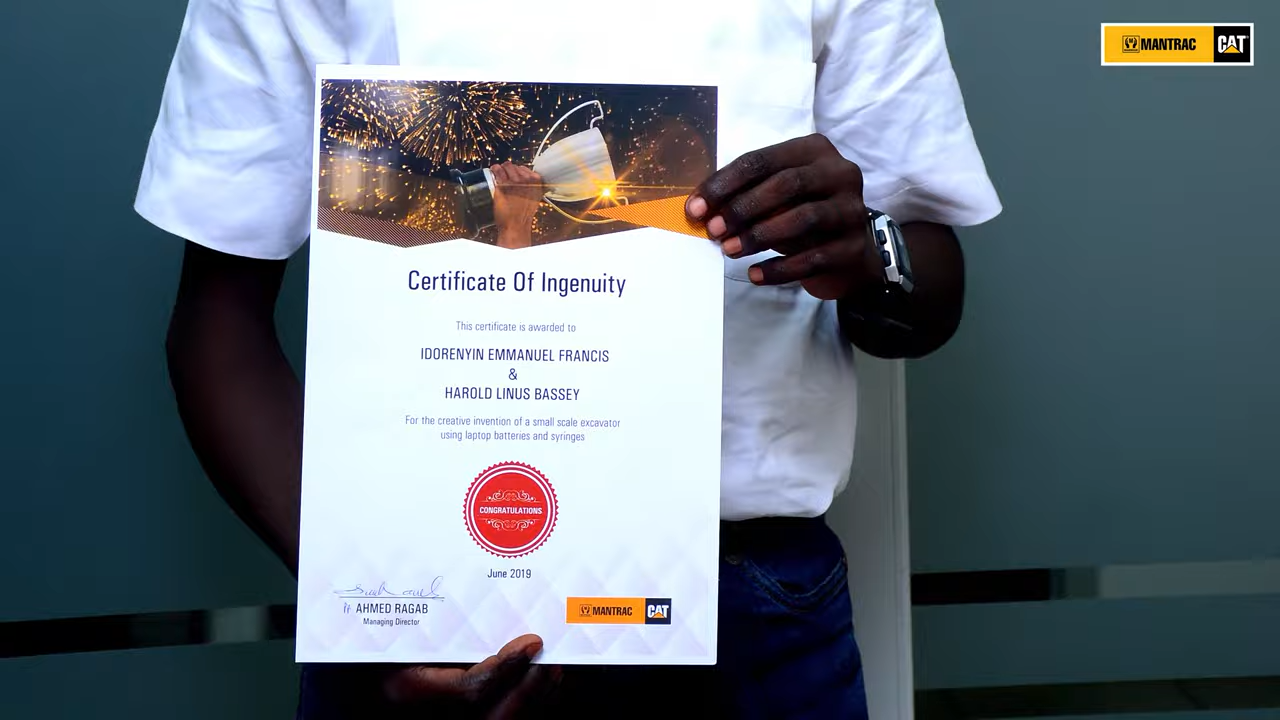 MANTRAC CAT
Certificate Of Ingenuity
This certificate is awarded to
IDORENYIN EMMANUEL FRANCIS
&
HAROLD LINUS BASSEY
For the creative invention of a small scale excavator
using laptop batteries and syringes
CONGRATULATIONS
June 2019
AHMED RAGAB
Managing Director
MANTRAC CAT